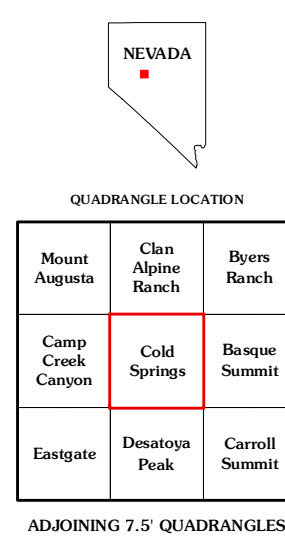 NEVADA
QUADRANGLE LOCATION
Mount
Augusta
Clan
Alpine
Ranch
Byers
Ranch
Camp
Creek
Canyon
Cold
Springs
Basque
Summit
Eastgate
Desatoya
Peak
Carroll
Summit
ADJOINING 7.5' QUADRANGLES